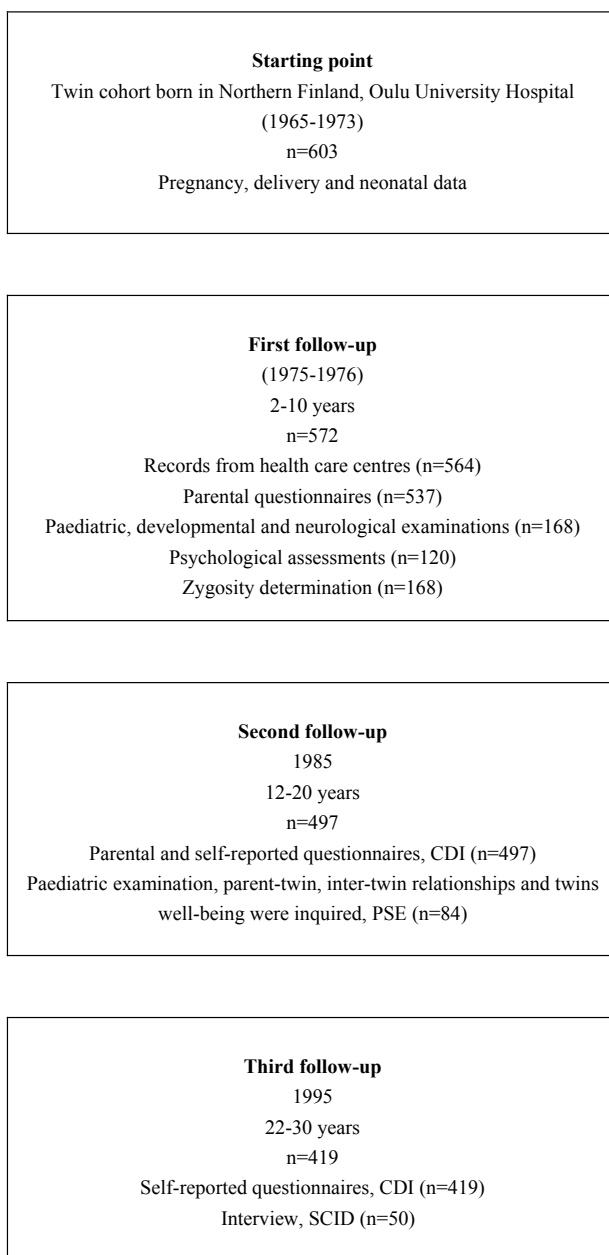 Starting point
Twin cohort born in Northern Finland, Oulu University Hospital
(1965-1973)
n=603
Pregnancy, delivery and neonatal data
First follow-up
(1975-1976)
2-10 years
n=572
Records from health care centres (n=564)
Parental questionnaires (n=537)
Paediatric, developmental and neurological examinations (n=168)
Psychological assessments (n=120)
Zygosity determination (n=168)
Second follow-up
1985
12-20 years
n=497
Parental and self-reported questionnaires, CDI (n=497)
Paediatric examination, parent-twin, inter-twin relationships and twins
well-being were inquired, PSE (n=84)
Third follow-up
1995
22-30 years
n=419
Self-reported questionnaires, CDI (n=419)
Interview, SCID (n=50)